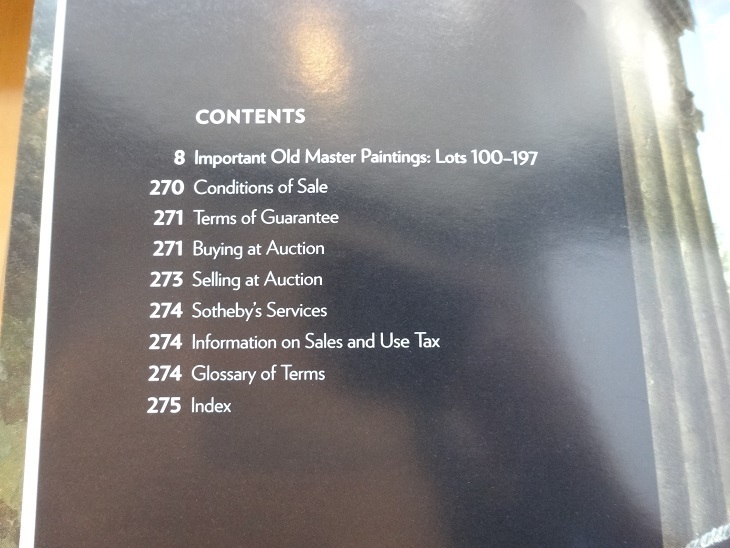 CONTENTS
8 Important Old Master Paintings: Lots 100–197
270 Conditions of Sale
271 Terms of Guarantee
271 Buying at Auction
273 Selling at Auction
274 Sotheby's Services
274 Information on Sales and Use Tax
274 Glossary of Terms
275 Index